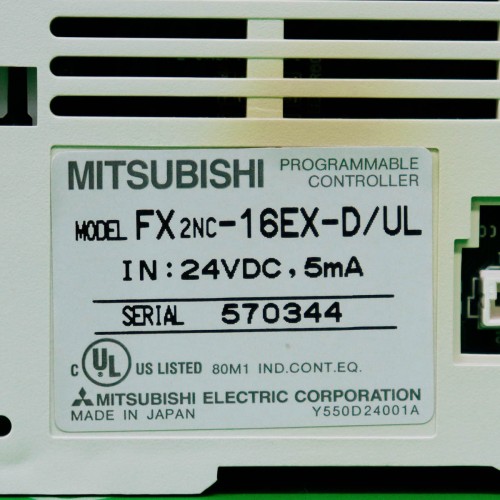 MITSUBISHI PROGRAMMABLE CONTROLLER
MODEL FX2NC-16EX-D/UL
IN: 24VDC, 5mA
SERIAL 570344
C UL US LISTED 80M1 IND.CONT.EQ.
MITSUBISHI ELECTRIC CORPORATION
MADE IN JAPAN Y550D24001A